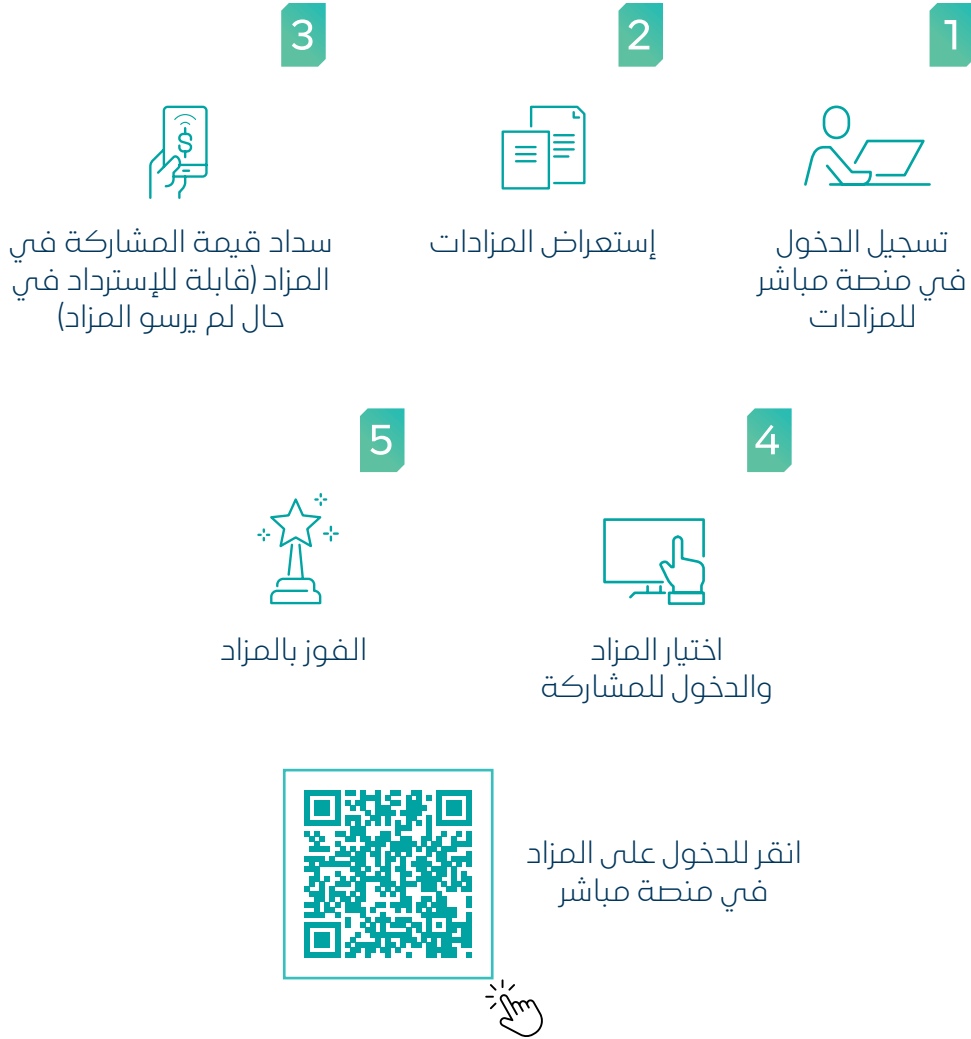 1
تسجيل الدخول
في منصة مباشر
للمزادات
2
إستعراض المزادات
3
سداد قيمة المشاركة في
المزاد (قابلة للإسترداد في
حال لم يرسو المزاد)
4
اختيار المزاد
والدخول للمشاركة
5
الفوز بالمزاد
انقر للدخول على المزاد
في منصة مباشر